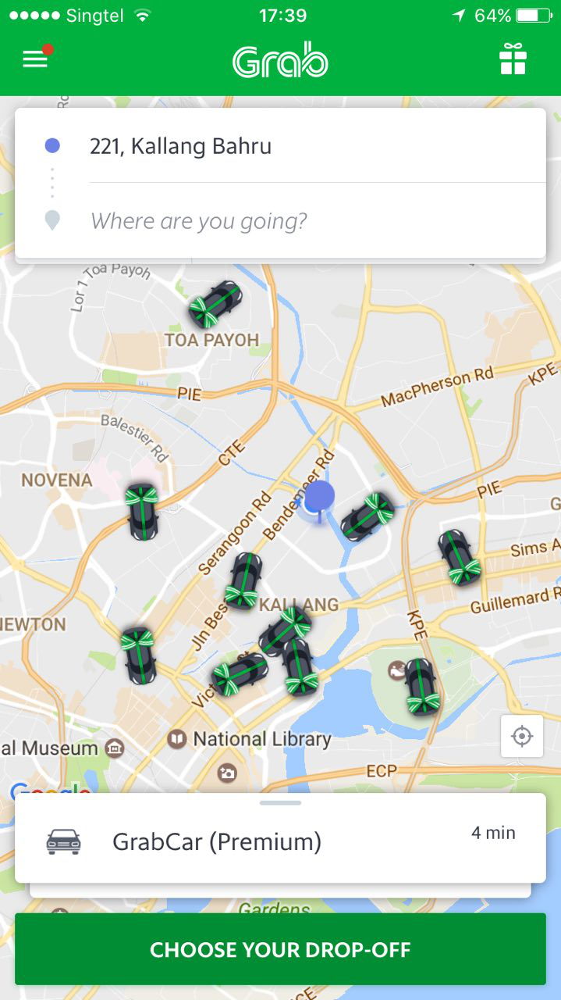 Singtel 17:39 64%
Grab
221, Kallang Bahru
Where are you going?
Lor 1 Toa Payoh
TOA PAYOH
MacPherson Rd
KPE
PIE
Balestier Rd
CTE
NOVENA
Bendemeer Rd
PIE
Serangoon Rd
Sims A
KALLANG
Guillemard R
NEWTON
Jln Bes
KPE
Vict
National Library
al Museum
ECP
Google
GrabCar (Premium) 4 min
Gardens
CHOOSE YOUR DROP-OFF